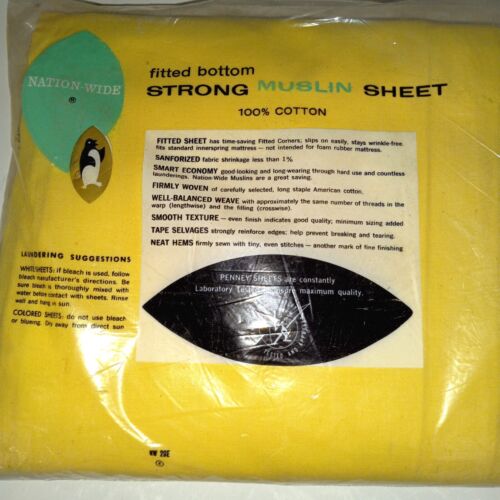 NATION-WIDE
®
fitted bottom
STRONG MUSLIN SHEET
100% COTTON
FITTED SHEET has time-saving Fitted Corners; slips on easily, stays wrinkle-free
fits standard innerspring mattress — not intended for foam rubber mattress.
SANFORIZED fabric shrinkage less than 1%
SMART ECONOMY good-looking and long-wearing through hard use and countless
launderings. Nation-Wide Muslins are a great saving.
FIRMLY WOVEN of carefully selected, long staple American cotton.
WELL-BALANCED WEAVE with approximately the same number of threads in the
warp (lengthwise) and the filling (crosswise).
SMOOTH TEXTURE — even finish indicates good quality; minimum sizing added
TAPE SELVAGES strongly reinforce edges; help prevent breaking and tearing.
NEAT HEMS firmly sewn with tiny, even stitches — another mark of fine finishing
PENNEY SHEETS are constantly
Laboratory maximum quality.
LAUNDERING SUGGESTIONS
WHITE SHEETS: if bleach is used, follow
bleach manufacturer's directions. Be
sure bleach is thoroughly mixed with
water before contact with sheets. Rinse
well and hang in sun
COLORED SHEETS: do not use bleach
or blueing. Dry away from direct sun
NW 29E